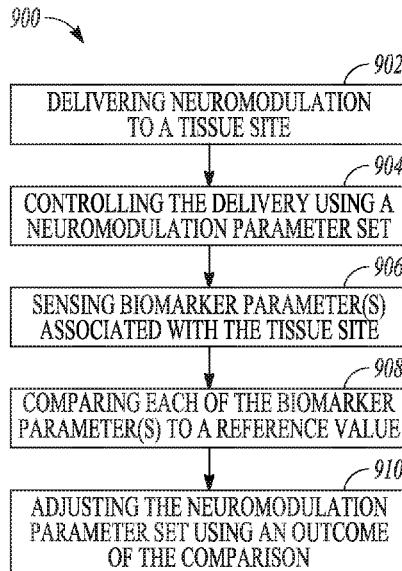 900
902
DELIVERING NEUROMODULATION
TO A TISSUE SITE
904
CONTROLLING THE DELIVERY USING A
NEUROMODULATION PARAMETER SET
906
SENSING BIOMARKER PARAMETER(S)
ASSOCIATED WITH THE TISSUE SITE
908
COMPARING EACH OF THE BIOMARKER
PARAMETER(S) TO A REFERENCE VALUE
910
ADJUSTING THE NEUROMODULATION
PARAMETER SET USING AN OUTCOME
OF THE COMPARISON